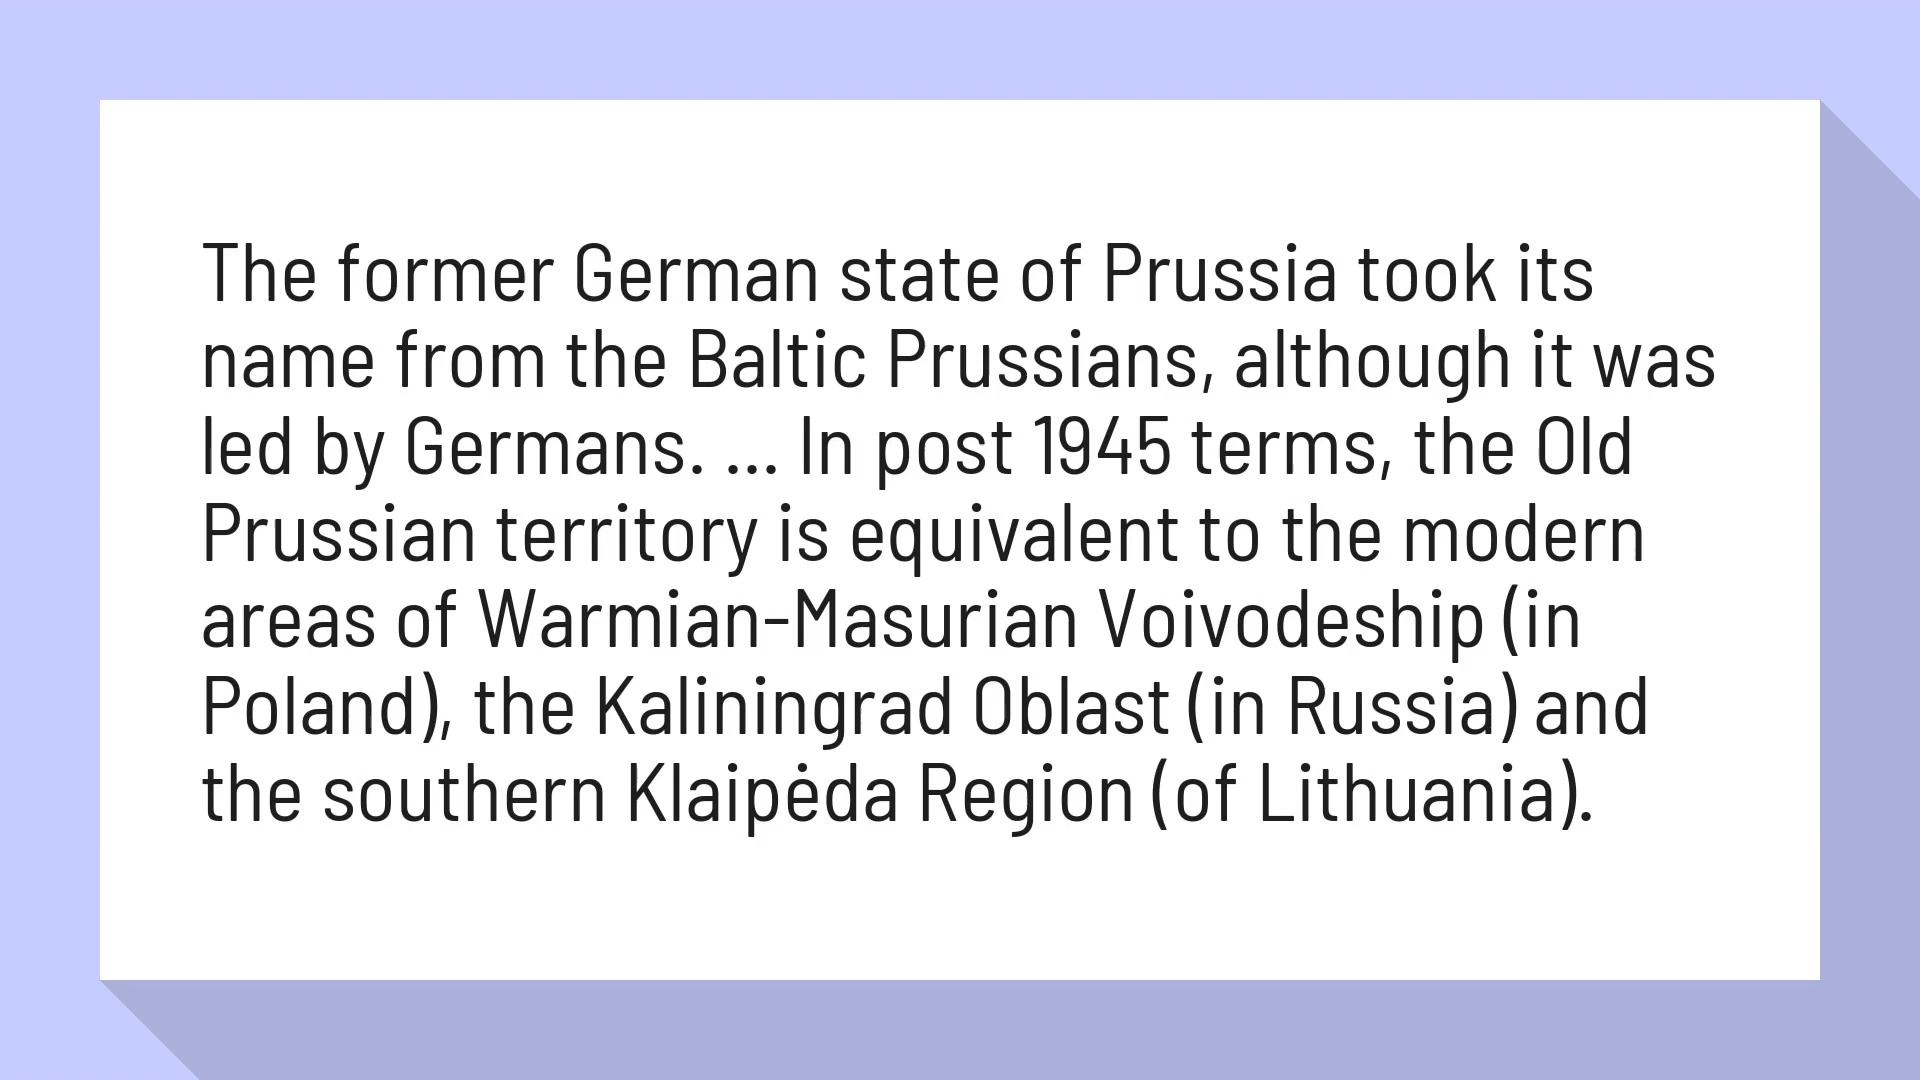 The former German state of Prussia took its
name from the Baltic Prussians, although it was
led by Germans. ... In post 1945 terms, the Old
Prussian territory is equivalent to the modern
areas of Warmian-Masurian Voivodeship (in
Poland), the Kaliningrad Oblast (in Russia) and
the southern Klaipėda Region (of Lithuania).